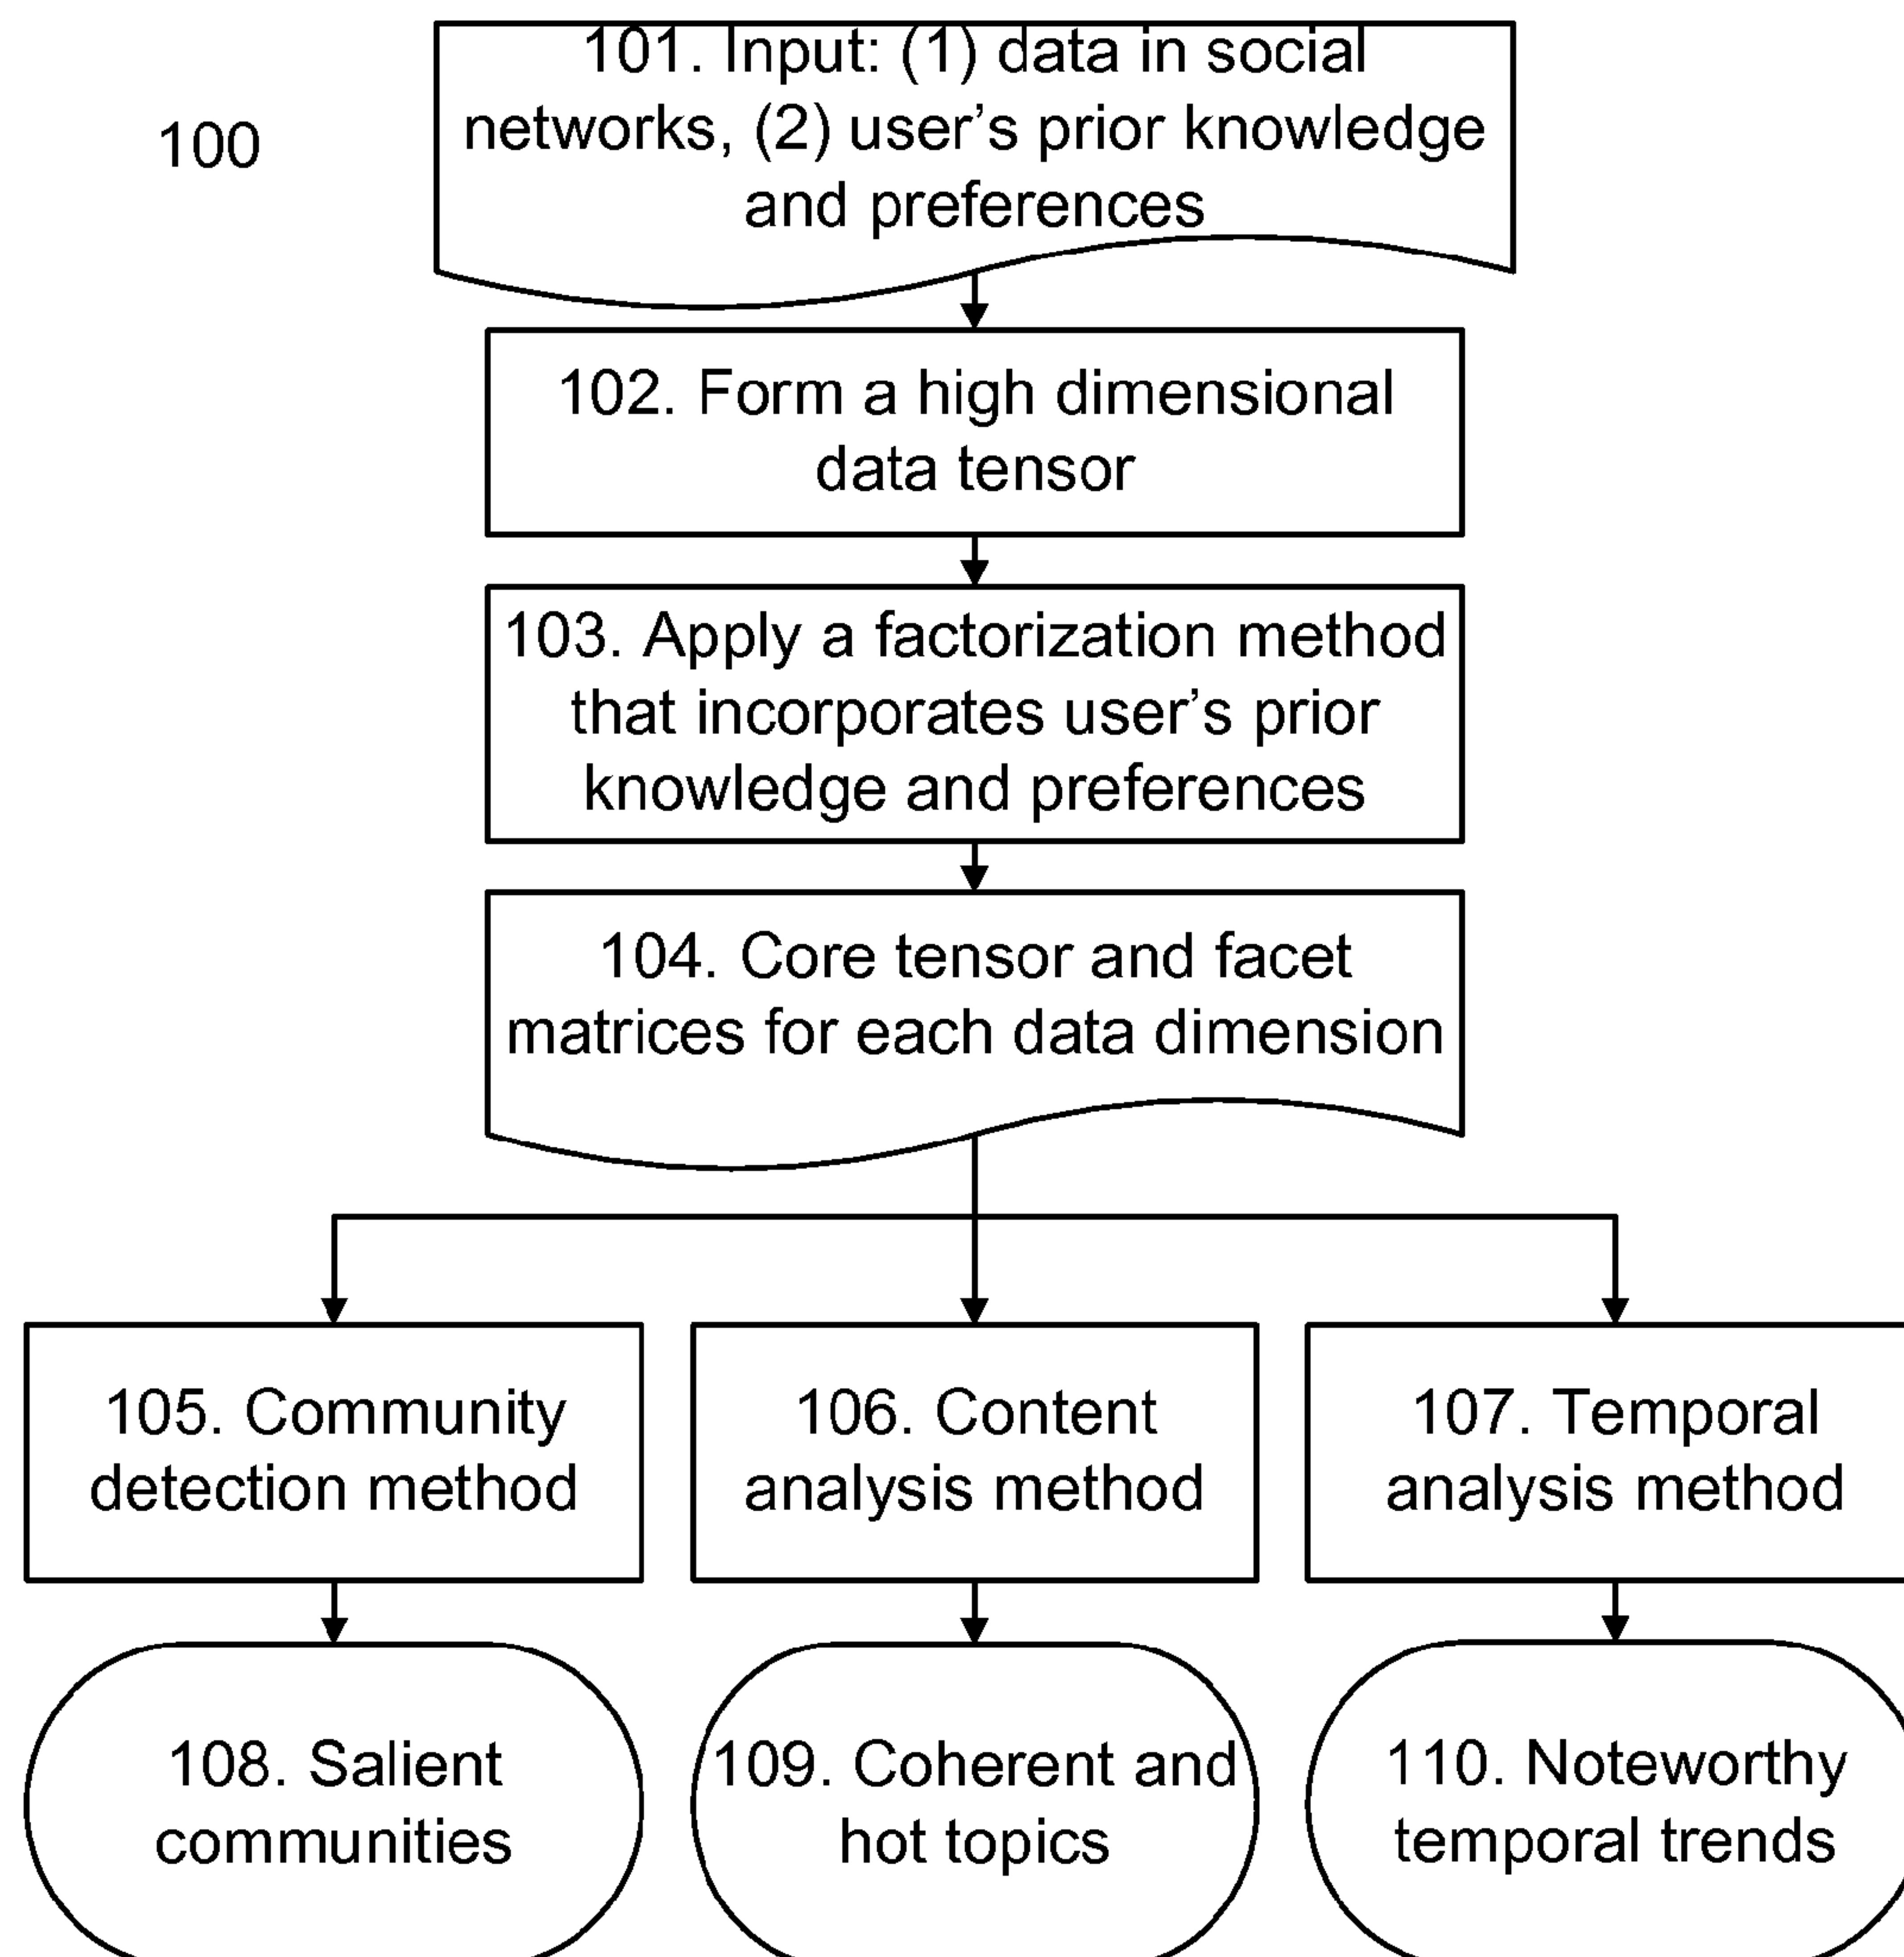 101. Input: (1) data in social
networks, (2) user's prior knowledge
and preferences
100
102. Form a high dimensional
data tensor
103. Apply a factorization method
that incorporates user's prior
knowledge and preferences
104. Core tensor and facet
matrices for each data dimension
105. Community
detection method
106. Content
analysis method
107. Temporal
analysis method
108. Salient
communities
109. Coherent and
hot topics
110. Noteworthy
temporal trends